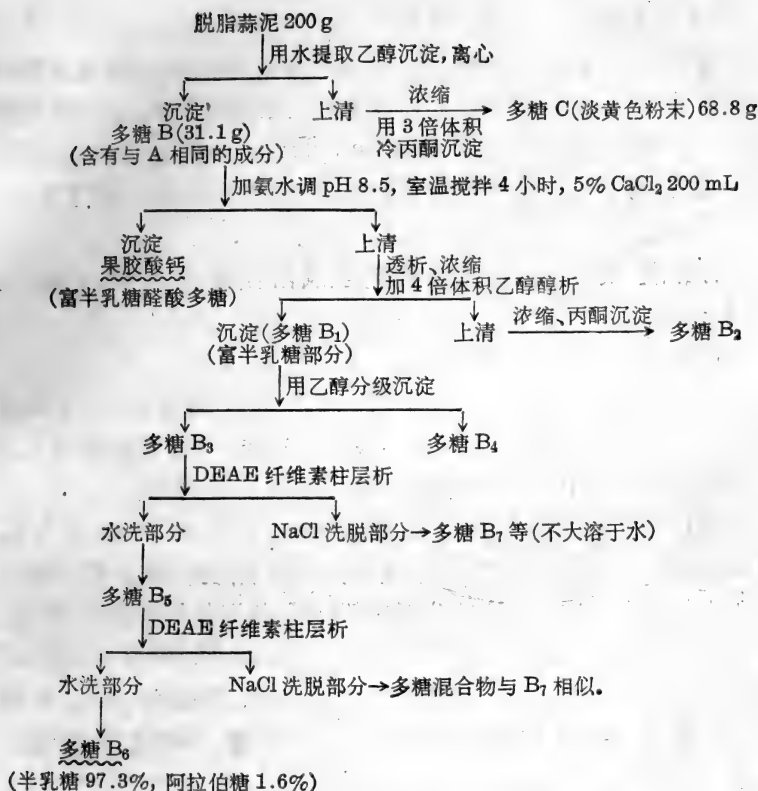 脱脂蒜泥 200 g
用水提取乙醇沉淀,离心
沉淀 上清 浓缩 多糖 C(淡黄色粉末)68.8 g
多糖 B(31.1 g) 用 3 倍体积
(含有与 A 相同的成分) 冷丙酮沉淀
加氨水调 pH 8.5, 室温搅拌 4 小时, 5% CaCl₂ 200 mL
沉淀 上清
果胶酸钙 透析、浓缩
(富半乳糖醛酸多糖) 加 4 倍体积乙醇醇析
沉淀(多糖 B₁) 上清 浓缩、丙酮沉淀 多糖 B₂
(富半乳糖部分)
用乙醇分级沉淀
多糖 B₃ 多糖 B₄
DEAE 纤维素柱层析
水洗部分 NaCl 洗脱部分→多糖 B₇ 等(不大溶于水)
多糖 B₅
DEAE 纤维素柱层析
水洗部分 NaCl 洗脱部分→多糖混合物与 B₇ 相似。
多糖 B₆
(半乳糖 97.3%, 阿拉伯糖 1.6%)